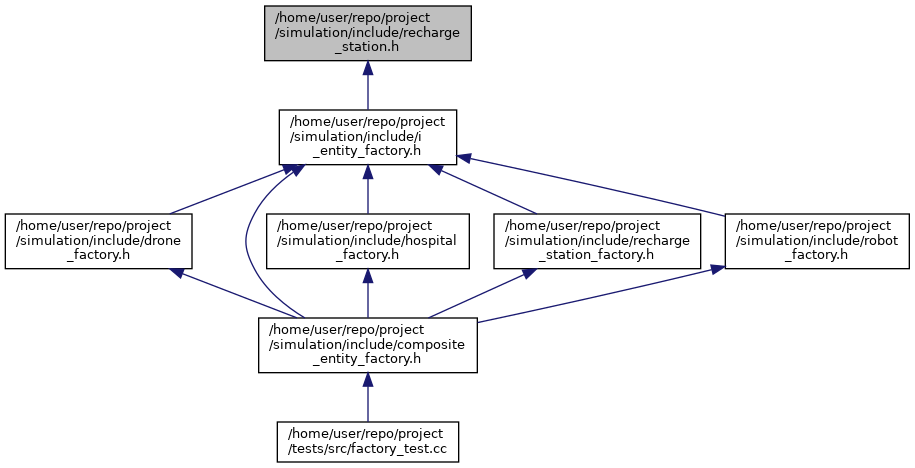 /home/user/repo/project
/simulation/include/recharge
_station.h
/home/user/repo/project
/simulation/include/i
_entity_factory.h
/home/user/repo/project
/simulation/include/drone
_factory.h
/home/user/repo/project
/simulation/include/hospital
_factory.h
/home/user/repo/project
/simulation/include/recharge
_station_factory.h
/home/user/repo/project
/simulation/include/robot
_factory.h
/home/user/repo/project
/simulation/include/composite
_entity_factory.h
/home/user/repo/project
/tests/src/factory_test.cc